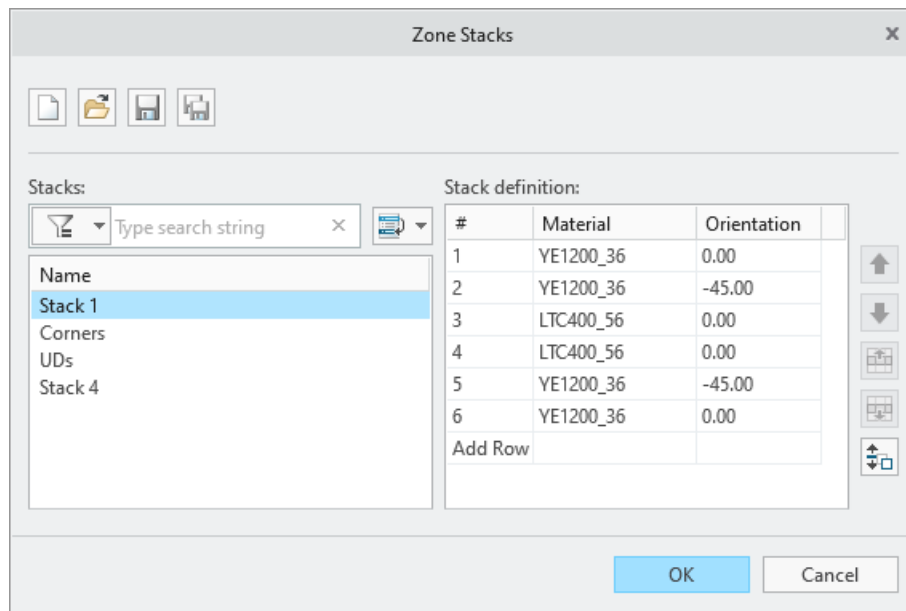 Zone Stacks
Stacks:
Type search string
Name
Stack 1
Corners
UDs
Stack 4
Stack definition:
# Material Orientation
1 YE1200_36 0.00
2 YE1200_36 -45.00
3 LTC400_56 0.00
4 LTC400_56 0.00
5 YE1200_36 -45.00
6 YE1200_36 0.00
Add Row
OK Cancel